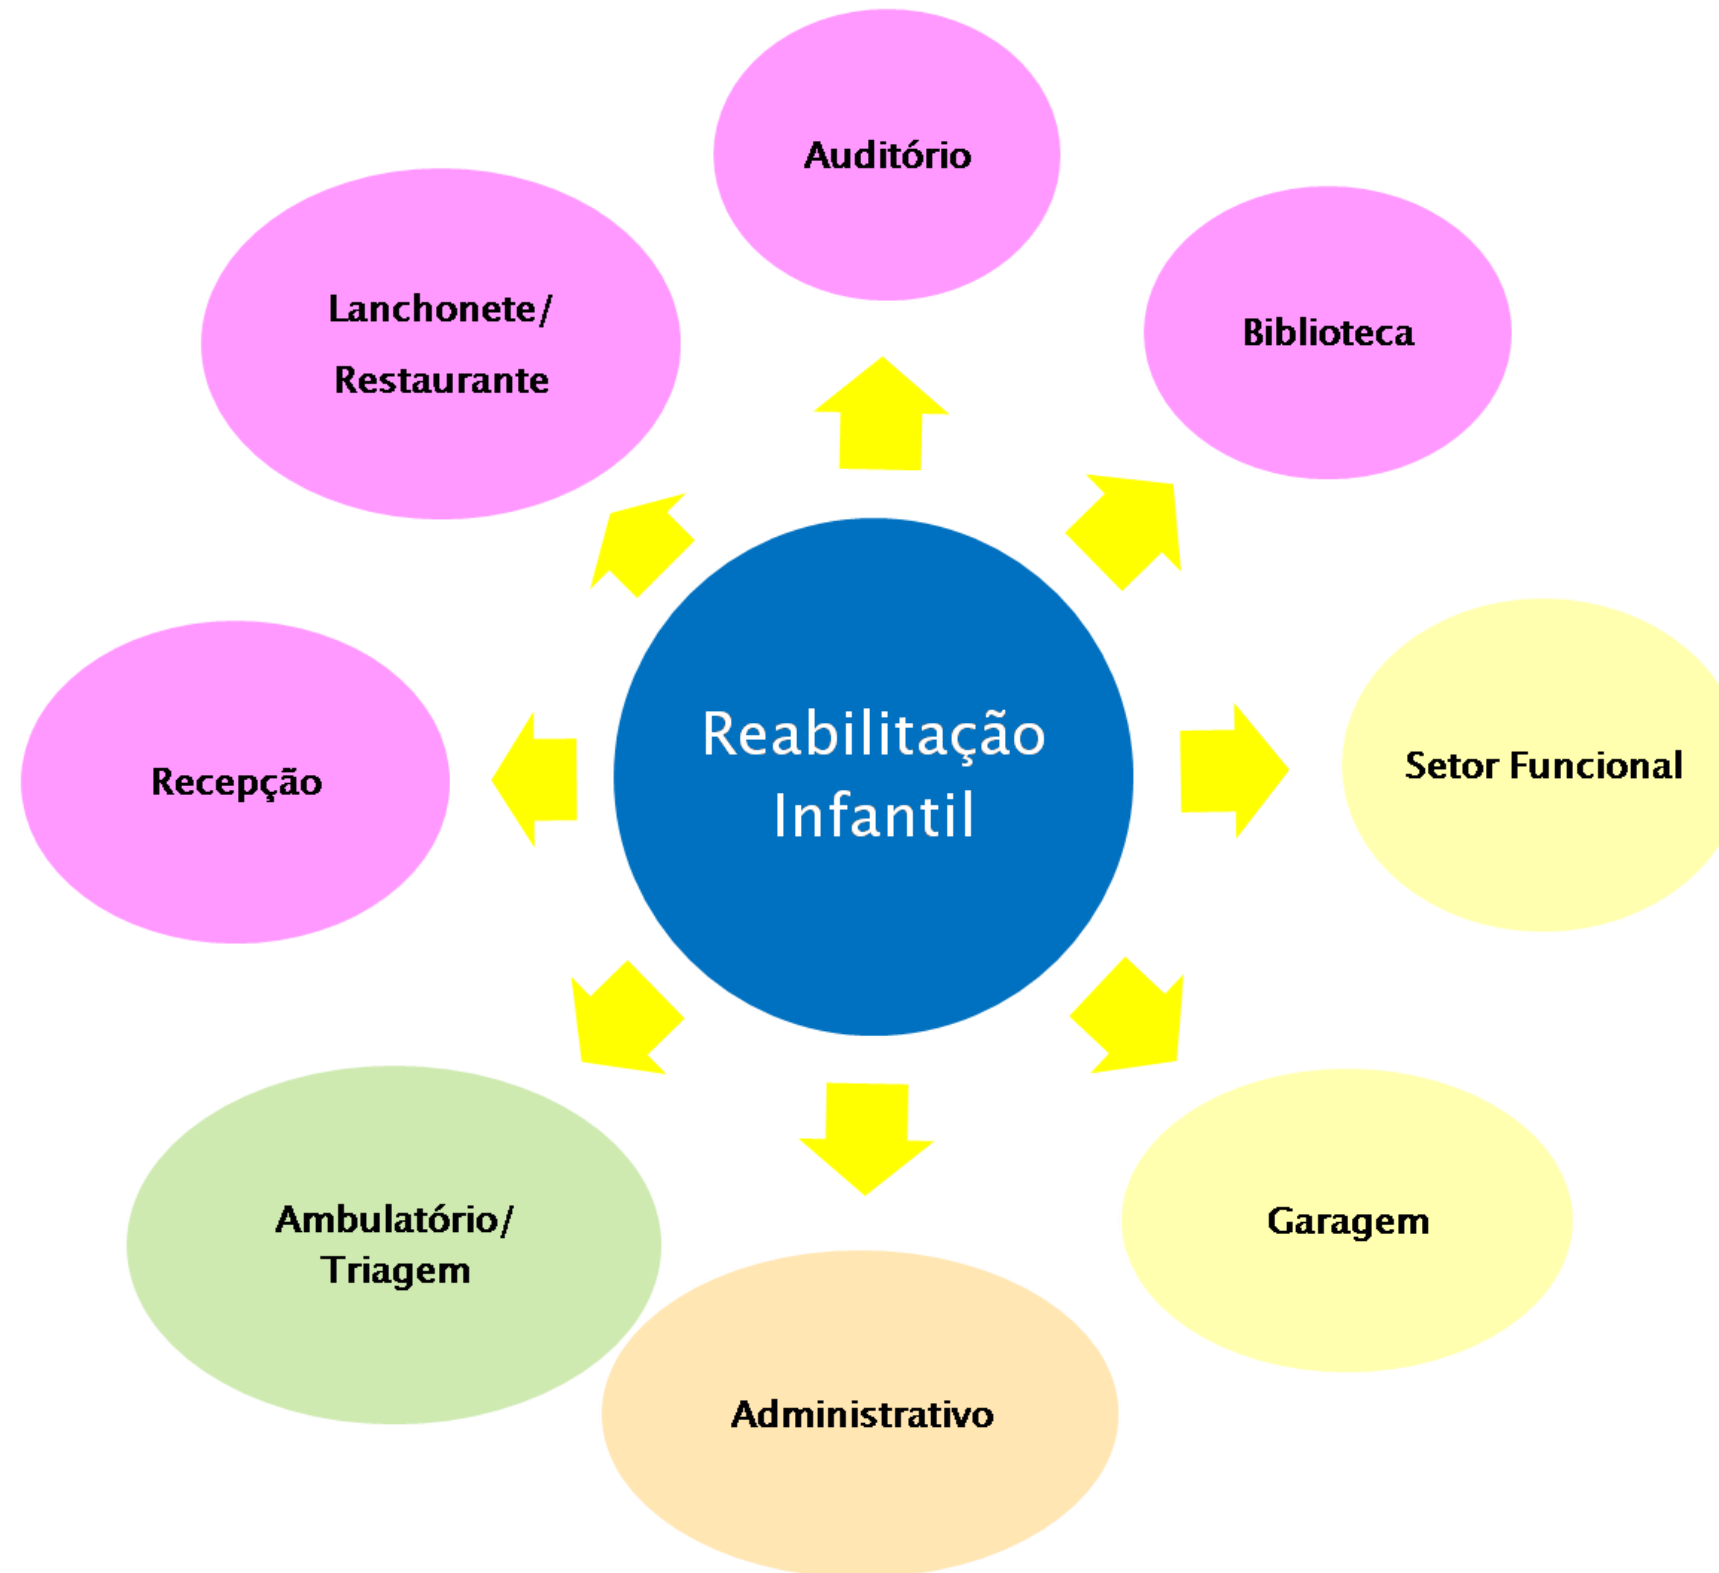 Auditório
Lanchonete/
Restaurante
Biblioteca
Recepção
Reabilitação
Infantil
Setor Funcional
Ambulatório/
Triagem
Garagem
Administrativo